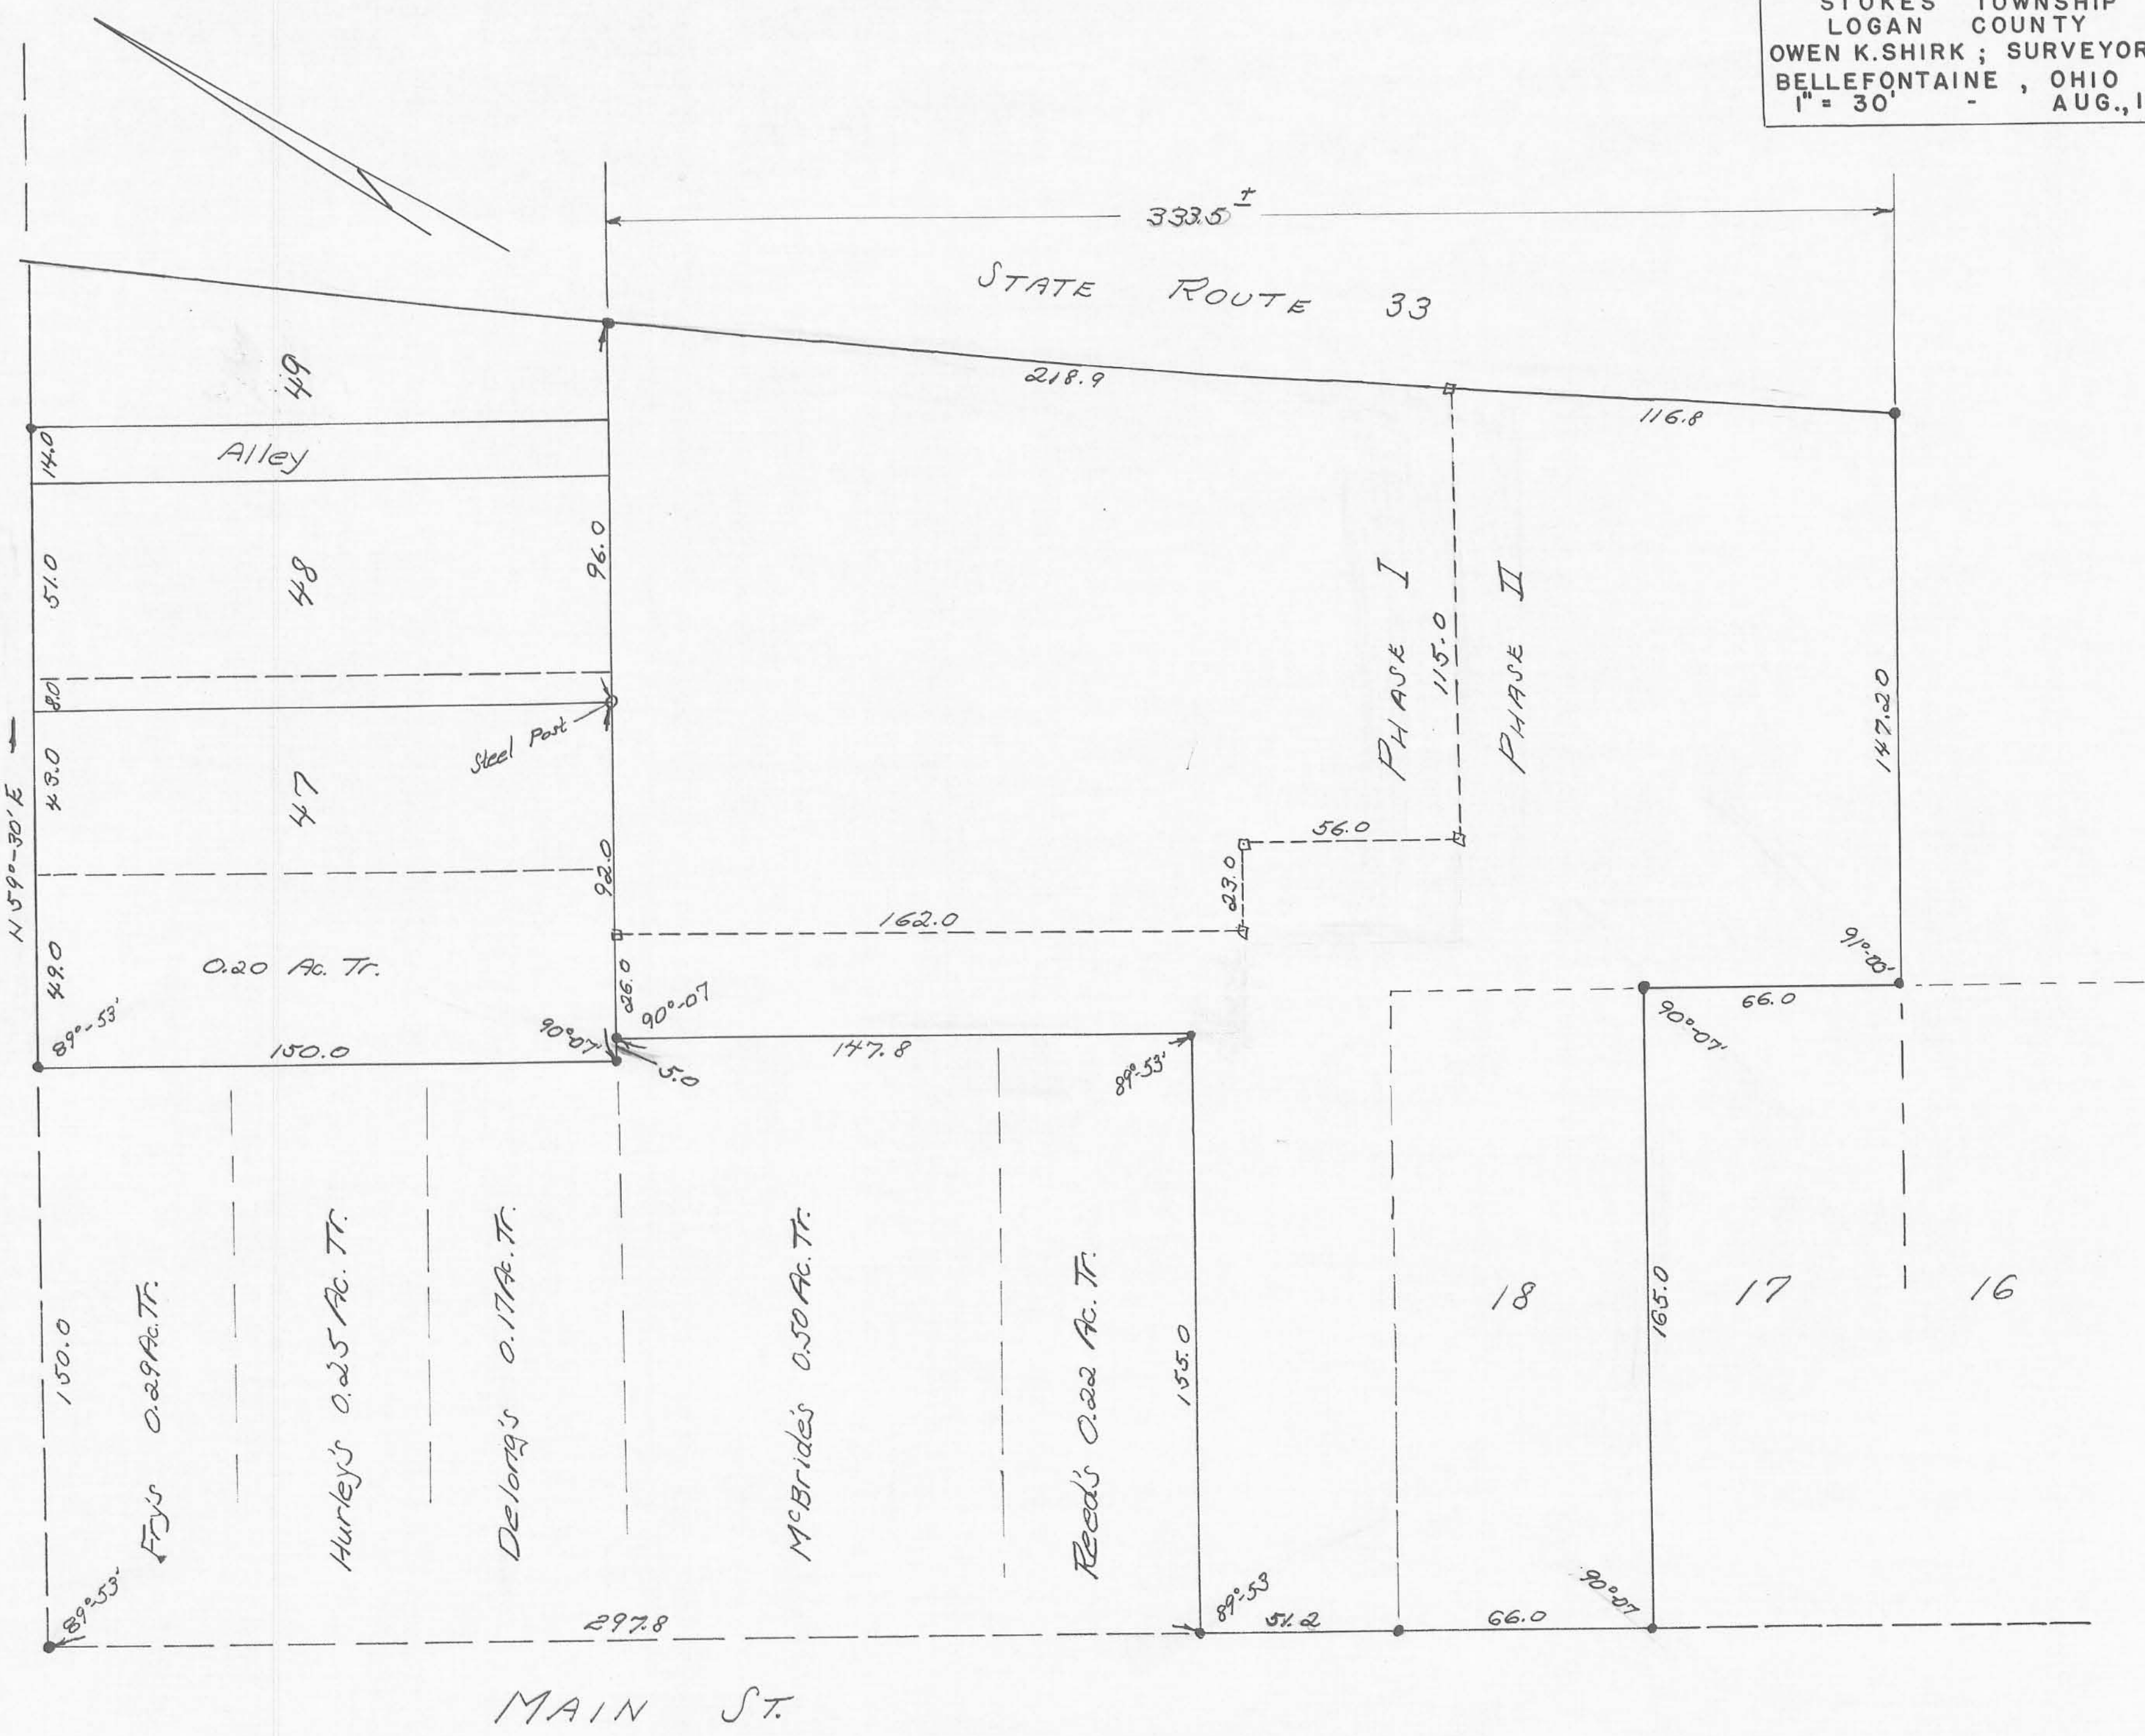 STOKES TOWNSHIP
LOGAN COUNTY
OWEN K. SHIRK ; SURVEYOR
BELLEFONTAINE , OHIO
1" = 30' - AUG., 1
333.5 ±
STATE ROUTE 33
218.9
116.8
49
14.0
Alley
51.0
48
96.0
8.0
Steel Post
N 59°-30' E
43.0
47
92.0
PHASE I
115.0
PHASE II
147.20
56.0
23.0
162.0
49.0
0.20 Ac. Tr.
26.0
90°-07
91°-00'
66.0
89°-53'
150.0
90°-07'
5.0
147.8
89°-53'
90°-07'
150.0
Fry's 0.29 Ac. Tr.
Hurley's 0.25 Ac. Tr.
Delong's 0.17 Ac. Tr.
McBride's 0.50 Ac. Tr.
Reed's 0.22 Ac. Tr.
155.0
18
165.0
17
16
89°-53'
297.8
89°-53
51.2
66.0
90°-07
MAIN ST.